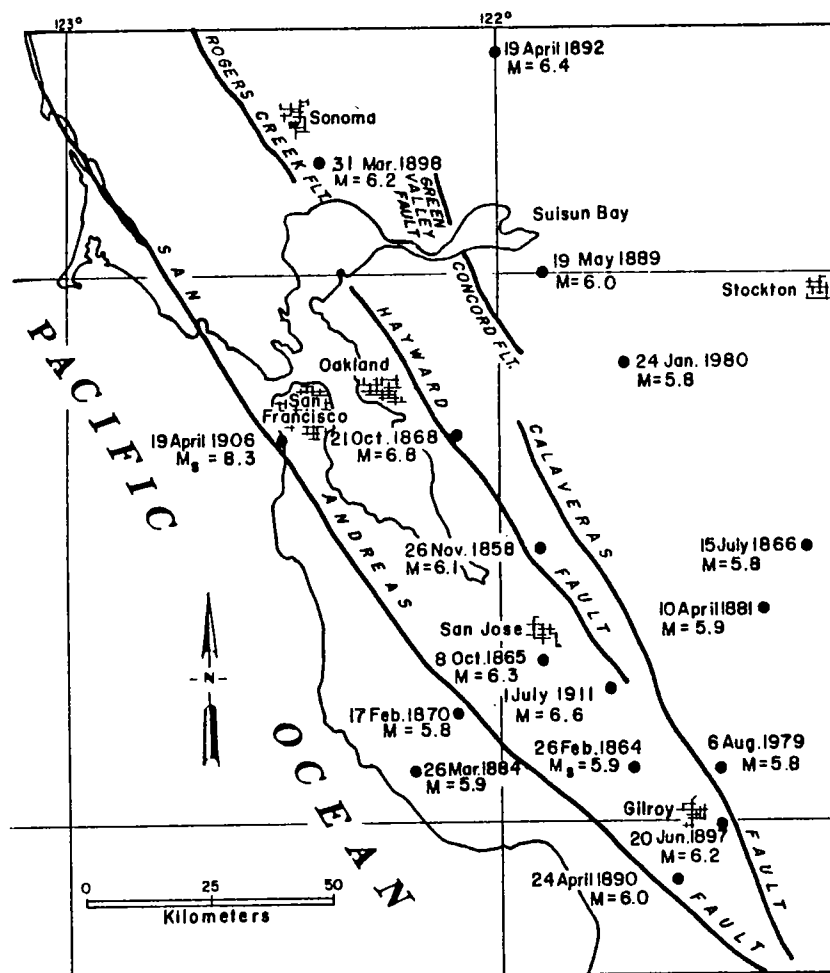 123°
122°
19 April 1892
M = 6.4
ROGERS CREEK FLT.
Sonoma
31 Mar. 1898
M = 6.2
GREEN
VALLEY
FAULT
Suisun Bay
19 May 1889
M = 6.0
Stockton
CONCORD FLT.
SAN ANDREAS FAULT
PACIFIC OCEAN
HAYWARD FAULT
Oakland
24 Jan. 1980
M = 5.8
San
Francisco
19 April 1906
Ms = 8.3
21 Oct. 1868
M = 6.8
CALAVERAS FAULT
26 Nov. 1858
M = 6.1
15 July 1866
M = 5.8
10 April 1881
M = 5.9
San Jose
8 Oct. 1865
M = 6.3
1 July 1911
M = 6.6
17 Feb. 1870
M = 5.8
26 Feb. 1864
Ms = 5.9
6 Aug. 1979
M = 5.8
26 Mar. 1884
M = 5.9
Gilroy
20 Jun. 1897
M = 6.2
24 April 1890
M = 6.0
-N-
0 25 50
Kilometers